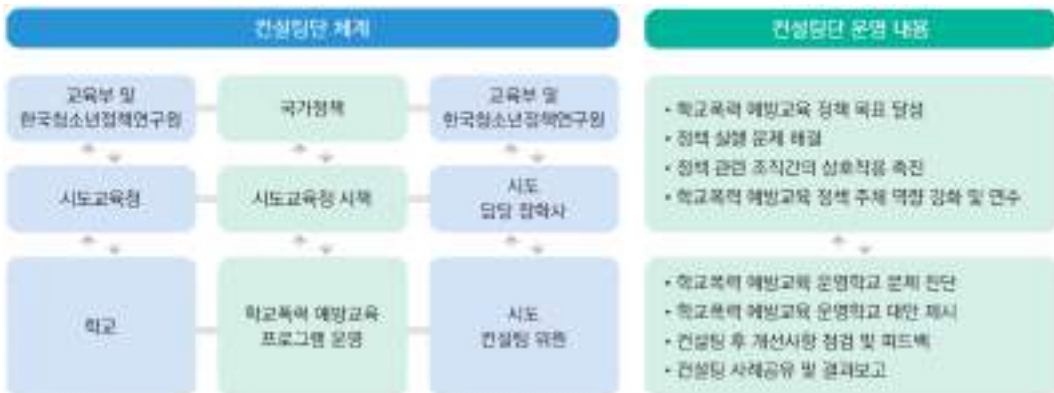 컨설팅단 체계
컨설팅단 운영 내용
교육부 및
한국청소년정책연구원
국가정책
교육부 및
한국청소년정책연구원
시도교육청
시도교육청 시책
시도
담당 장학사
학교
학교폭력 예방교육
프로그램 운영
시도
컨설팅 위원
• 학교폭력 예방교육 정책 목표 달성
• 정책 실행 문제 해결
• 정책 관련 조직간의 상호작용 촉진
• 학교폭력 예방교육 정책 주체 역량 강화 및 연수
• 학교폭력 예방교육 운영학교 문제 진단
• 학교폭력 예방교육 운영학교 대안 제시
• 컨설팅 후 개선사항 점검 및 피드백
• 컨설팅 사례공유 및 결과보고